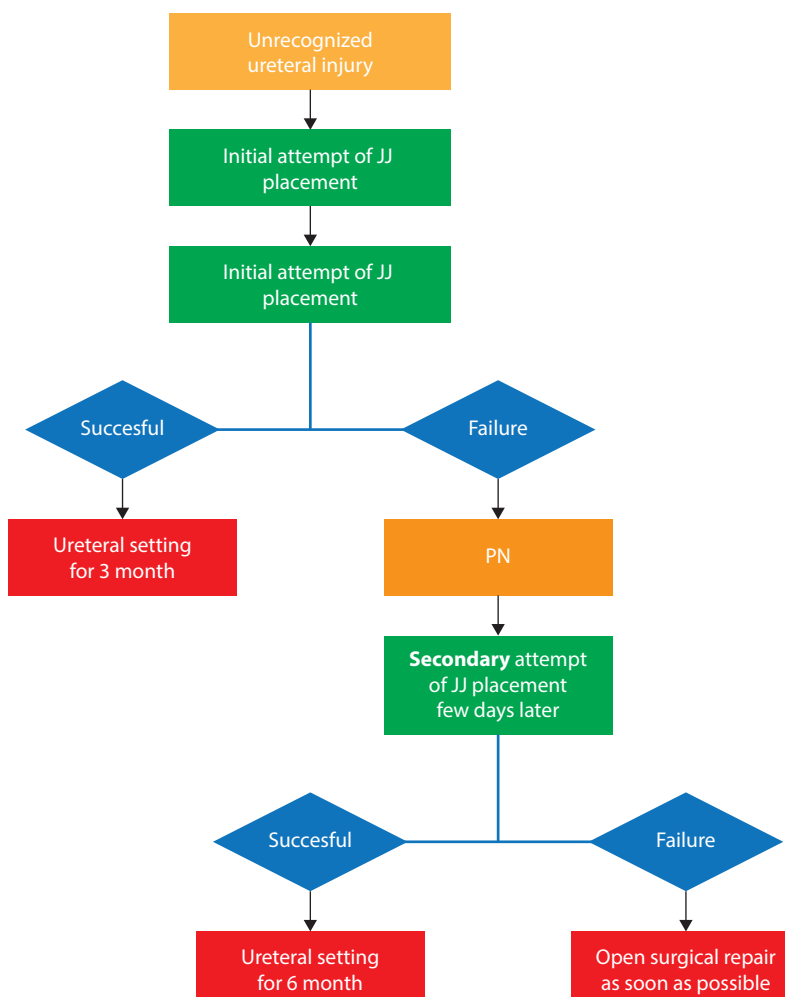 Unrecognized
ureteral injury
Initial attempt of JJ
placement
Initial attempt of JJ
placement
Succesful
Failure
Ureteral setting
for 3 month
PN
Secondary attempt
of JJ placement
few days later
Succesful
Failure
Ureteral setting
for 6 month
Open surgical repair
as soon as possible